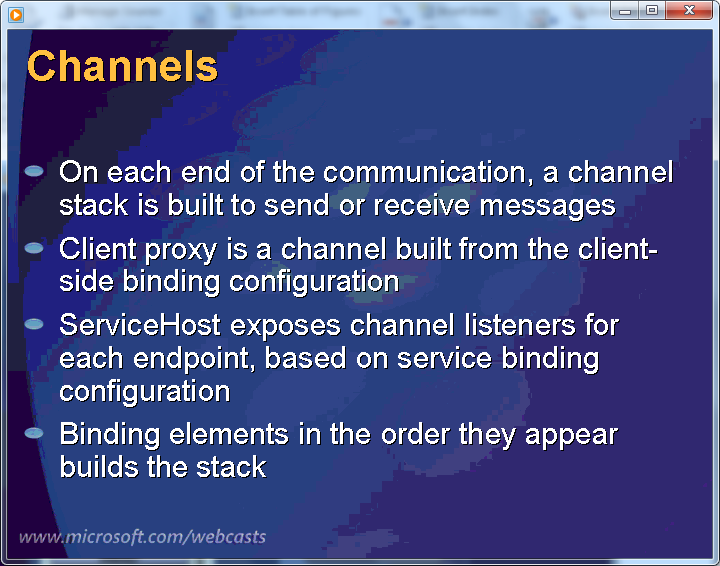 Channels
On each end of the communication, a channel
stack is built to send or receive messages
Client proxy is a channel built from the client-
side binding configuration
ServiceHost exposes channel listeners for
each endpoint, based on service binding
configuration
Binding elements in the order they appear
builds the stack
www.microsoft.com/webcasts